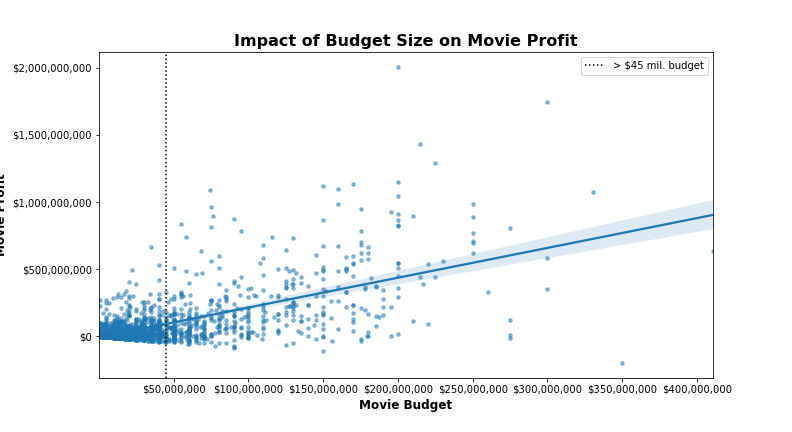 Impact of Budget Size on Movie Profit
> $45 mil. budget
$2,000,000,000
$1,500,000,000
$1,000,000,000
$500,000,000
$0
Movie Profit
$50,000,000 $100,000,000 $150,000,000 $200,000,000 $250,000,000 $300,000,000 $350,000,000 $400,000,000
Movie Budget